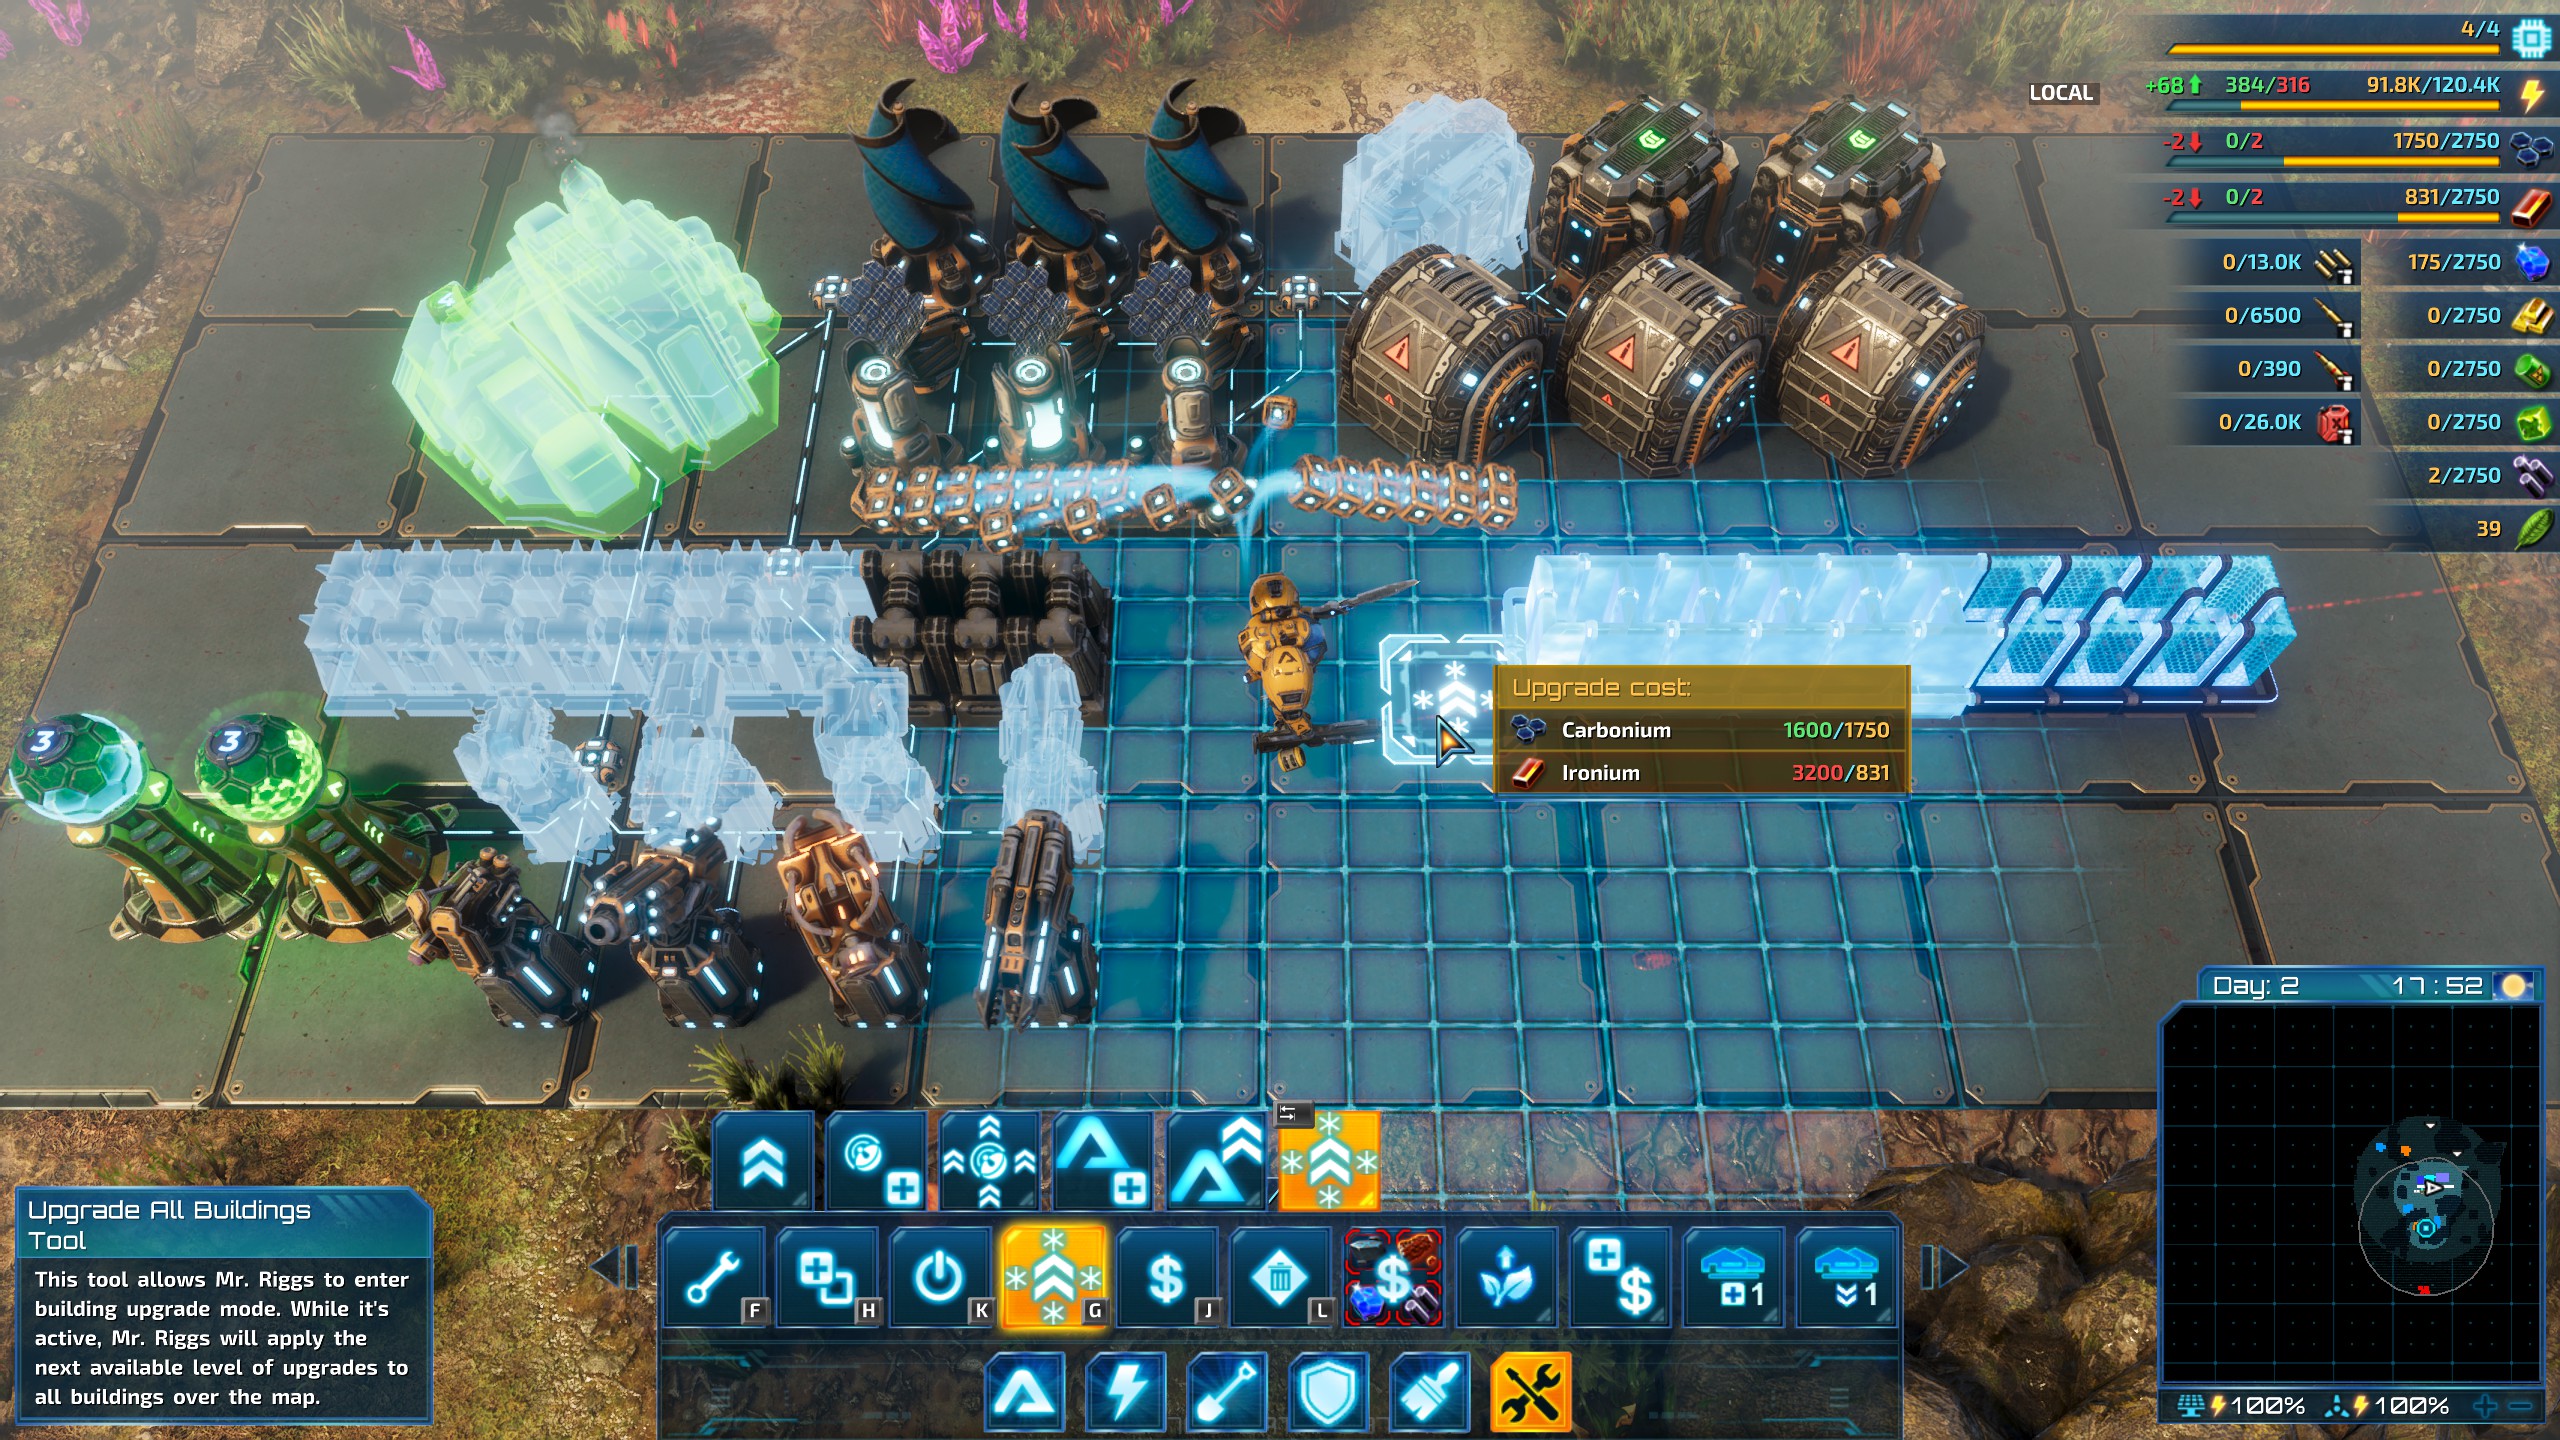 4/4
LOCAL
+68 384/316 91.8K/120.4K
-2 0/2 1750/2750
-2 0/2 831/2750
0/13.0K 175/2750
0/6500 0/2750
0/390 0/2750
0/26.0K 0/2750
2/2750
39
Upgrade cost:
Carbonium 1600/1750
Ironium 3200/831
3 3
Day: 2 17:52
Upgrade All Buildings
Tool
This tool allows Mr. Riggs to enter
building upgrade mode. While it's
active, Mr. Riggs will apply the
next available level of upgrades to
all buildings over the map.
F H K G J L 1 1
100% 100%